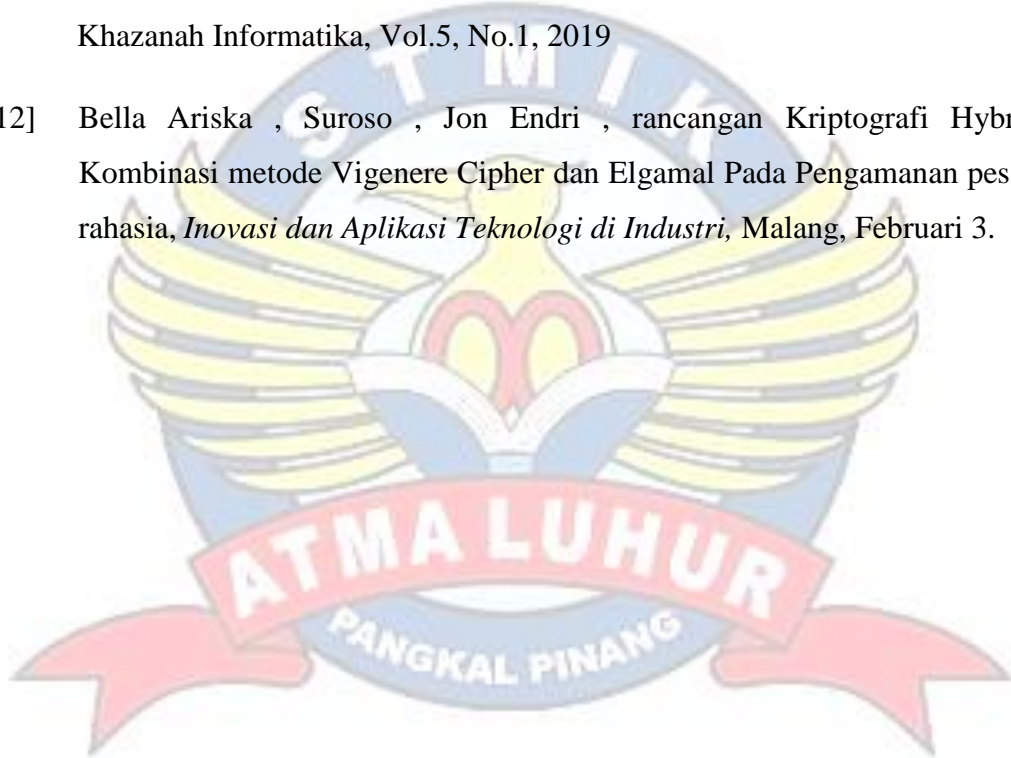 Khazanah Informatika, Vol.5, No.1, 2019
12] Bella Ariska , Suroso , Jon Endri , rancangan Kriptografi Hybr
Kombinasi metode Vigenere Cipher dan Elgamal Pada Pengamanan pes
rahasia, Inovasi dan Aplikasi Teknologi di Industri, Malang, Februari 3.
STMIK
ATMA LUHUR
PANGKAL PINANG